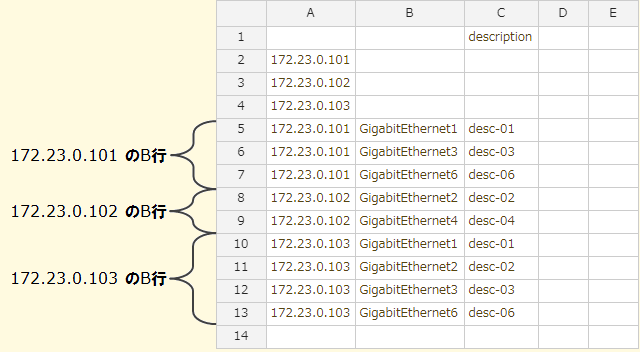 A B C D E
1 description
2 172.23.0.101
3 172.23.0.102
4 172.23.0.103
5 172.23.0.101 GigabitEthernet1 desc-01
172.23.0.101 のB行
6 172.23.0.101 GigabitEthernet3 desc-03
7 172.23.0.101 GigabitEthernet6 desc-06
8 172.23.0.102 GigabitEthernet2 desc-02
172.23.0.102 のB行
9 172.23.0.102 GigabitEthernet4 desc-04
10 172.23.0.103 GigabitEthernet1 desc-01
11 172.23.0.103 GigabitEthernet2 desc-02
172.23.0.103 のB行
12 172.23.0.103 GigabitEthernet3 desc-03
13 172.23.0.103 GigabitEthernet6 desc-06
14